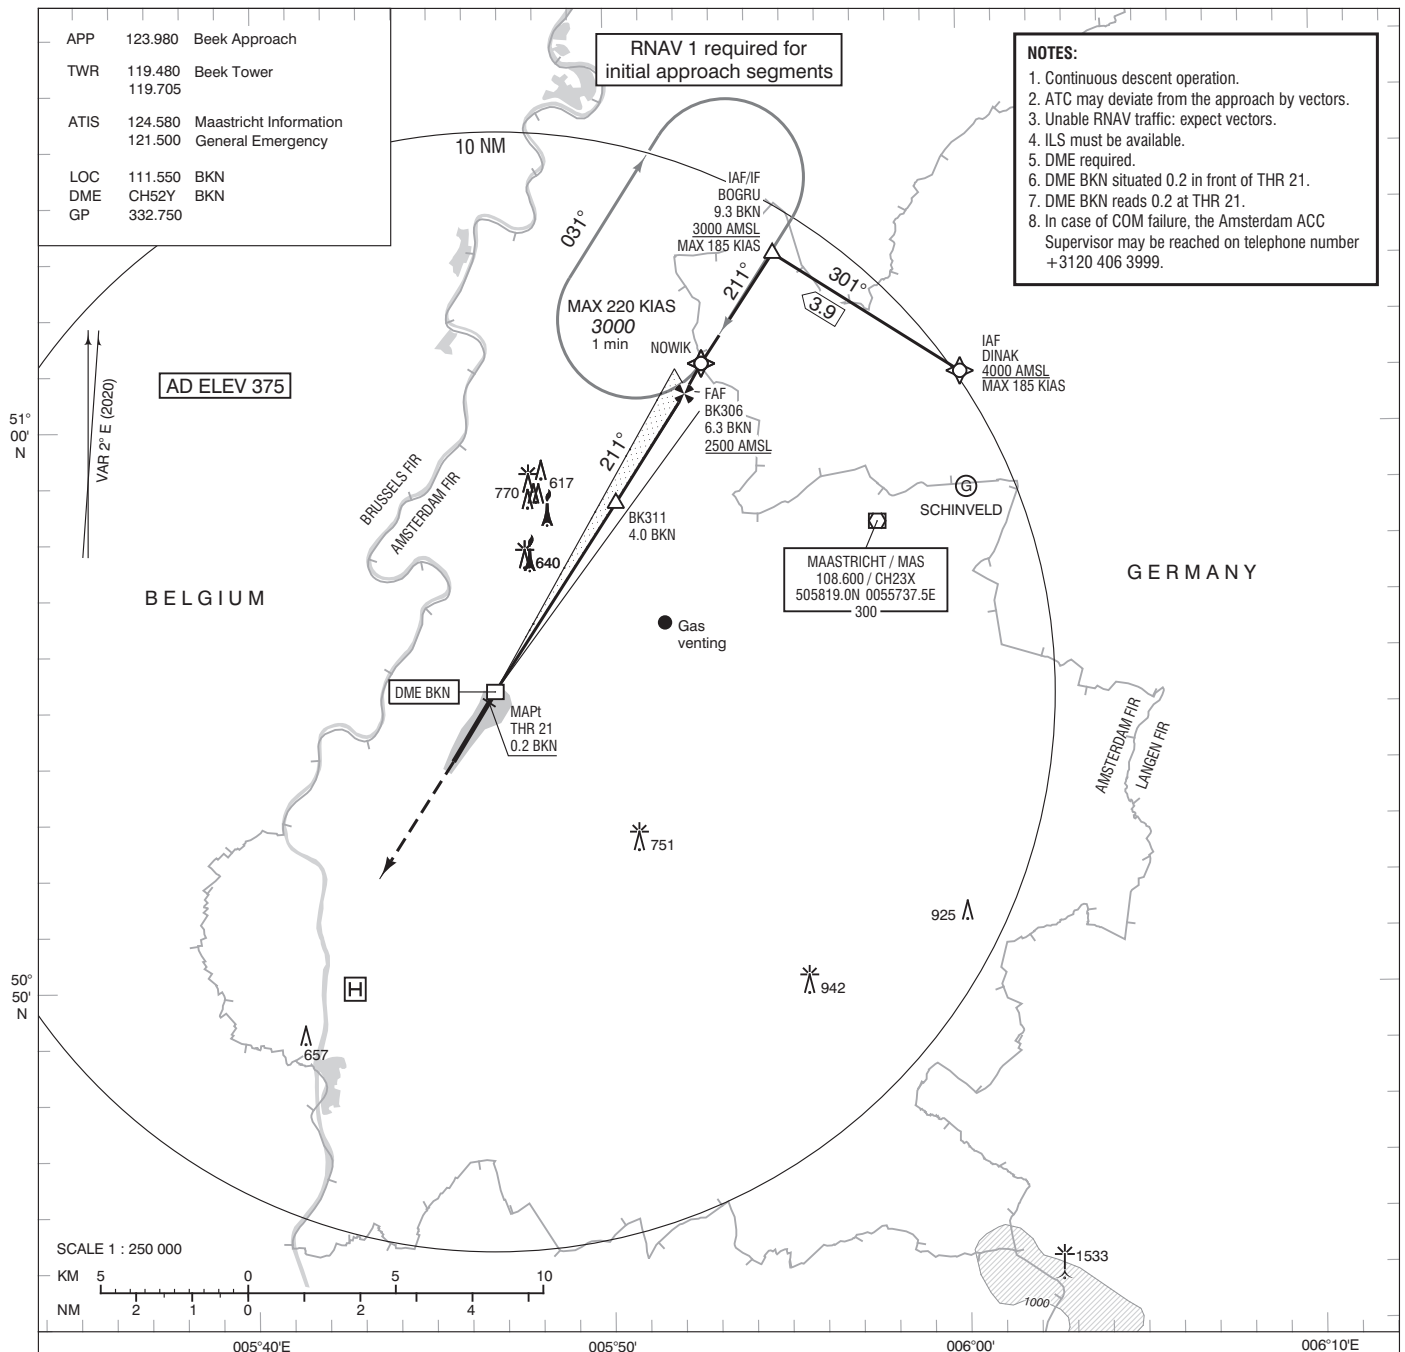 APP 123.980 Beek Approach
TWR 119.480 Beek Tower
119.705
ATIS 124.580 Maastricht Information
121.500 General Emergency
LOC 111.550 BKN
DME CH52Y BKN
GP 332.750
RNAV 1 required for
initial approach segments
NOTES:
1. Continuous descent operation.
2. ATC may deviate from the approach by vectors.
3. Unable RNAV traffic: expect vectors.
4. ILS must be available.
5. DME required.
6. DME BKN situated 0.2 in front of THR 21.
7. DME BKN reads 0.2 at THR 21.
8. In case of COM failure, the Amsterdam ACC
Supervisor may be reached on telephone number
+3120 406 3999.
10 NM
IAF/IF
BOGRU
9.3 BKN
3000 AMSL
MAX 185 KIAS
031°
211°
301°
3.9
MAX 220 KIAS
3000
1 min
NOWIK
IAF
DINAK
4000 AMSL
MAX 185 KIAS
AD ELEV 375
VAR 2° E (2020)
51°
00'
N
FAF
BK306
6.3 BKN
2500 AMSL
211°
BRUSSELS FIR
AMSTERDAM FIR
770
617
640
BK311
4.0 BKN
G
SCHINVELD
MAASTRICHT / MAS
108.600 / CH23X
505819.0N 0055737.5E
300
GERMANY
BELGIUM
Gas
venting
DME BKN
MAPt
THR 21
0.2 BKN
AMSTERDAM FIR
LANGEN FIR
751
925
942
50°
50'
N
H
657
1533
1000
SCALE 1 : 250 000
KM 5 0 5 10
NM 2 1 0 2 4
005°40'E 005°50' 006°00' 006°10'E